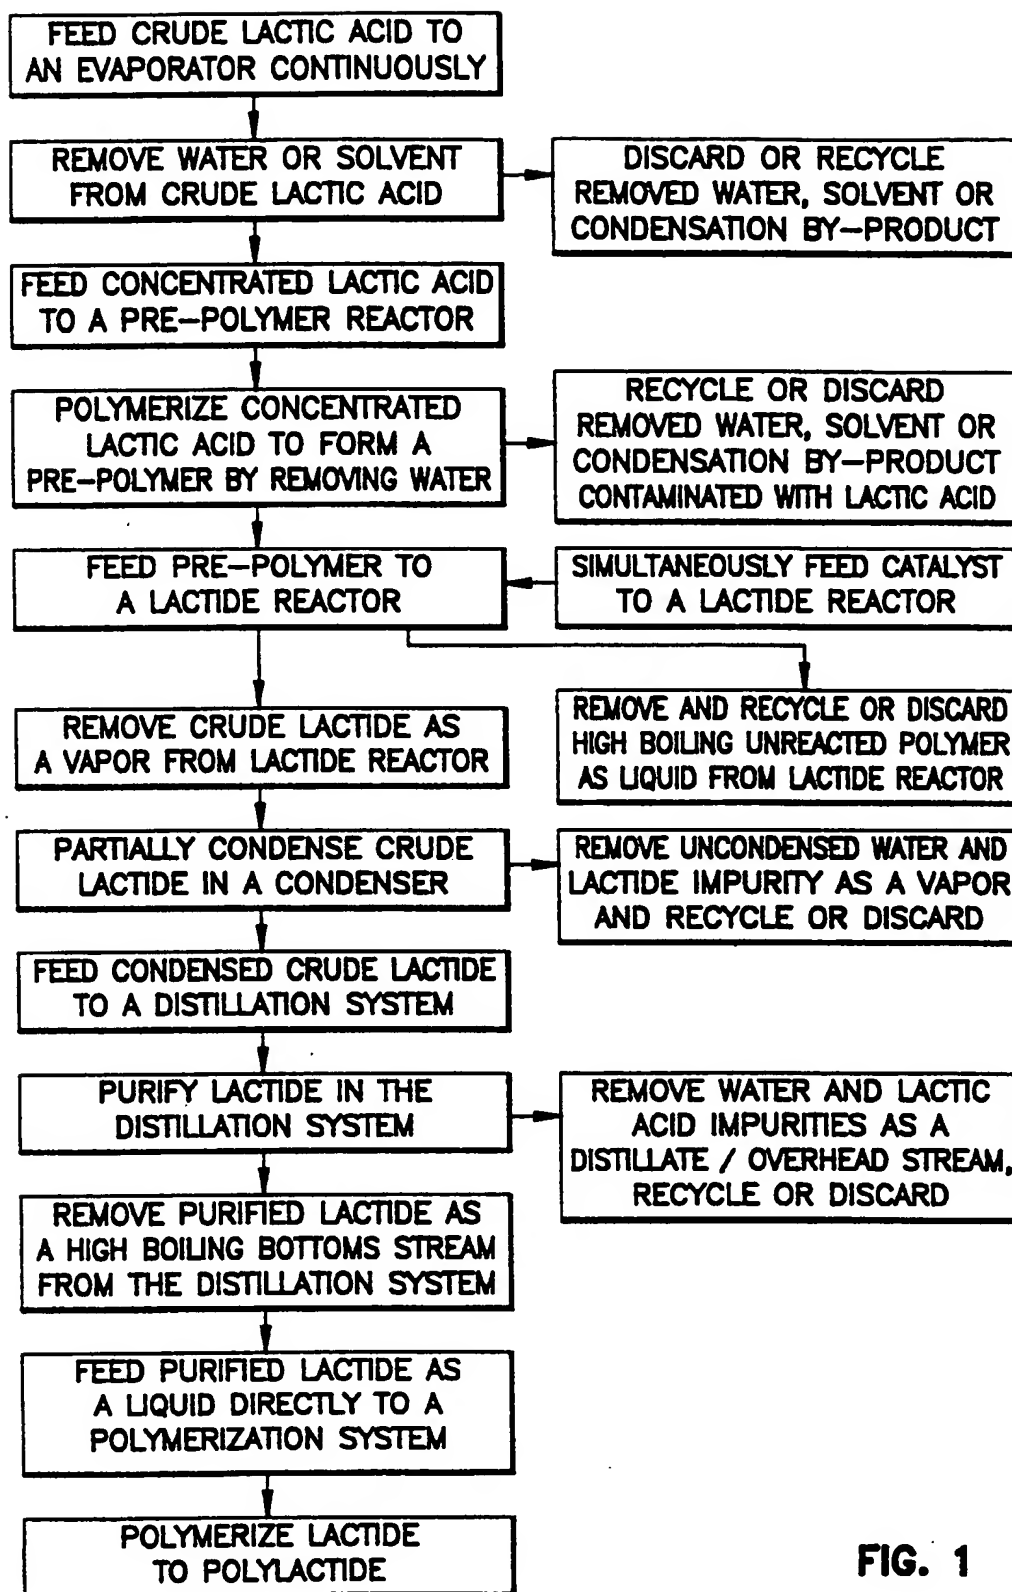 FEED CRUDE LACTIC ACID TO
AN EVAPORATOR CONTINUOUSLY
REMOVE WATER OR SOLVENT
FROM CRUDE LACTIC ACID
DISCARD OR RECYCLE
REMOVED WATER, SOLVENT OR
CONDENSATION BY-PRODUCT
FEED CONCENTRATED LACTIC ACID
TO A PRE-POLYMER REACTOR
POLYMERIZE CONCENTRATED
LACTIC ACID TO FORM A
PRE-POLYMER BY REMOVING WATER
RECYCLE OR DISCARD
REMOVED WATER, SOLVENT OR
CONDENSATION BY-PRODUCT
CONTAMINATED WITH LACTIC ACID
FEED PRE-POLYMER TO
A LACTIDE REACTOR
SIMULTANEOUSLY FEED CATALYST
TO A LACTIDE REACTOR
REMOVE CRUDE LACTIDE AS
A VAPOR FROM LACTIDE REACTOR
REMOVE AND RECYCLE OR DISCARD
HIGH BOILING UNREACTED POLYMER
AS LIQUID FROM LACTIDE REACTOR
PARTIALLY CONDENSE CRUDE
LACTIDE IN A CONDENSER
REMOVE UNCONDENSED WATER AND
LACTIDE IMPURITY AS A VAPOR
AND RECYCLE OR DISCARD
FEED CONDENSED CRUDE LACTIDE
TO A DISTILLATION SYSTEM
PURIFY LACTIDE IN THE
DISTILLATION SYSTEM
REMOVE WATER AND LACTIC
ACID IMPURITIES AS A
DISTILLATE / OVERHEAD STREAM,
RECYCLE OR DISCARD
REMOVE PURIFIED LACTIDE AS
A HIGH BOILING BOTTOMS STREAM
FROM THE DISTILLATION SYSTEM
FEED PURIFIED LACTIDE AS
A LIQUID DIRECTLY TO A
POLYMERIZATION SYSTEM
POLYMERIZE LACTIDE
TO POLYLACTIDE
FIG. 1